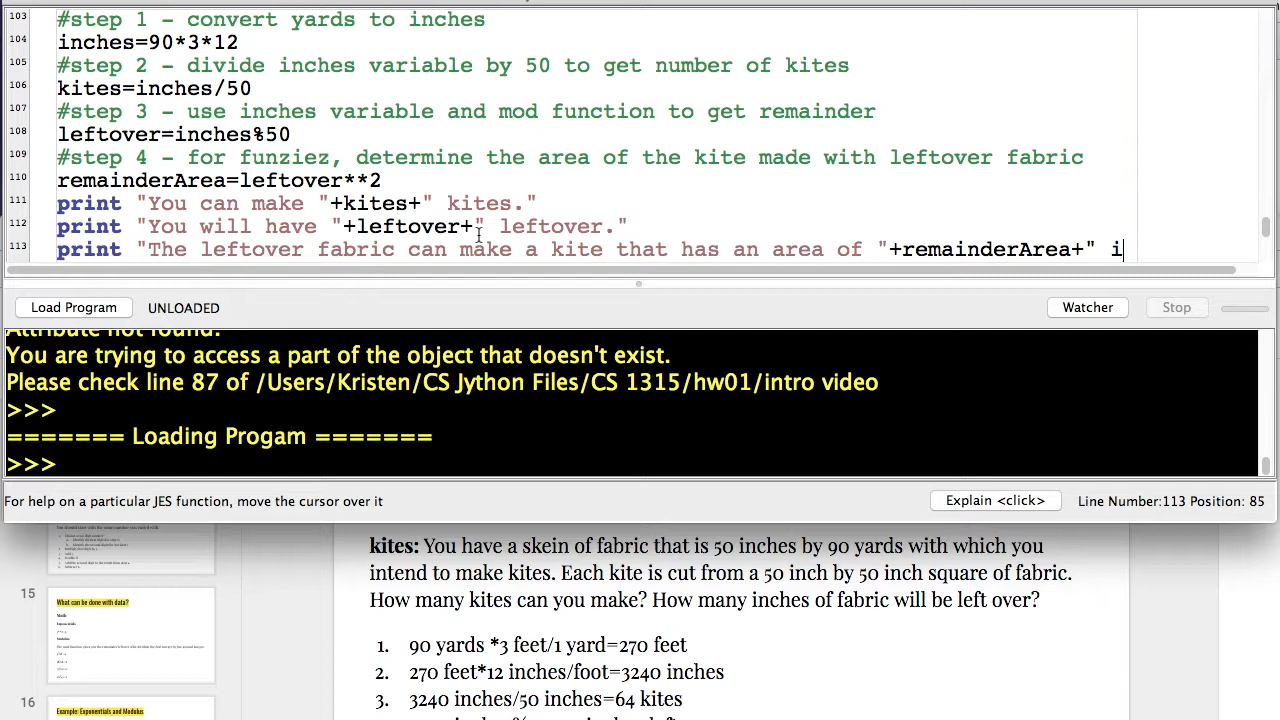 103 #step 1 - convert yards to inches
104 inches=90*3*12
105 #step 2 - divide inches variable by 50 to get number of kites
106 kites=inches/50
107 #step 3 - use inches variable and mod function to get remainder
108 leftover=inches%50
109 #step 4 - for funziez, determine the area of the kite made with leftover fabric
110 remainderArea=leftover**2
111 print "You can make "+kites+" kites."
112 print "You will have "+leftover+" leftover."
113 print "The leftover fabric can make a kite that has an area of "+remainderArea+" i
Load Program UNLOADED Watcher Stop
Attribute not found.
You are trying to access a part of the object that doesn't exist.
Please check line 87 of /Users/Kristen/CS Jython Files/CS 1315/hw01/intro video
>>>
======= Loading Progam =======
>>>
For help on a particular JES function, move the cursor over it Explain <click> Line Number:113 Position: 85
15
What can be done with data?
16
Example: Exponentials and Modulus
kites: You have a skein of fabric that is 50 inches by 90 yards with which you
intend to make kites. Each kite is cut from a 50 inch by 50 inch square of fabric.
How many kites can you make? How many inches of fabric will be left over?
1. 90 yards *3 feet/1 yard=270 feet
2. 270 feet*12 inches/foot=3240 inches
3. 3240 inches/50 inches=64 kites